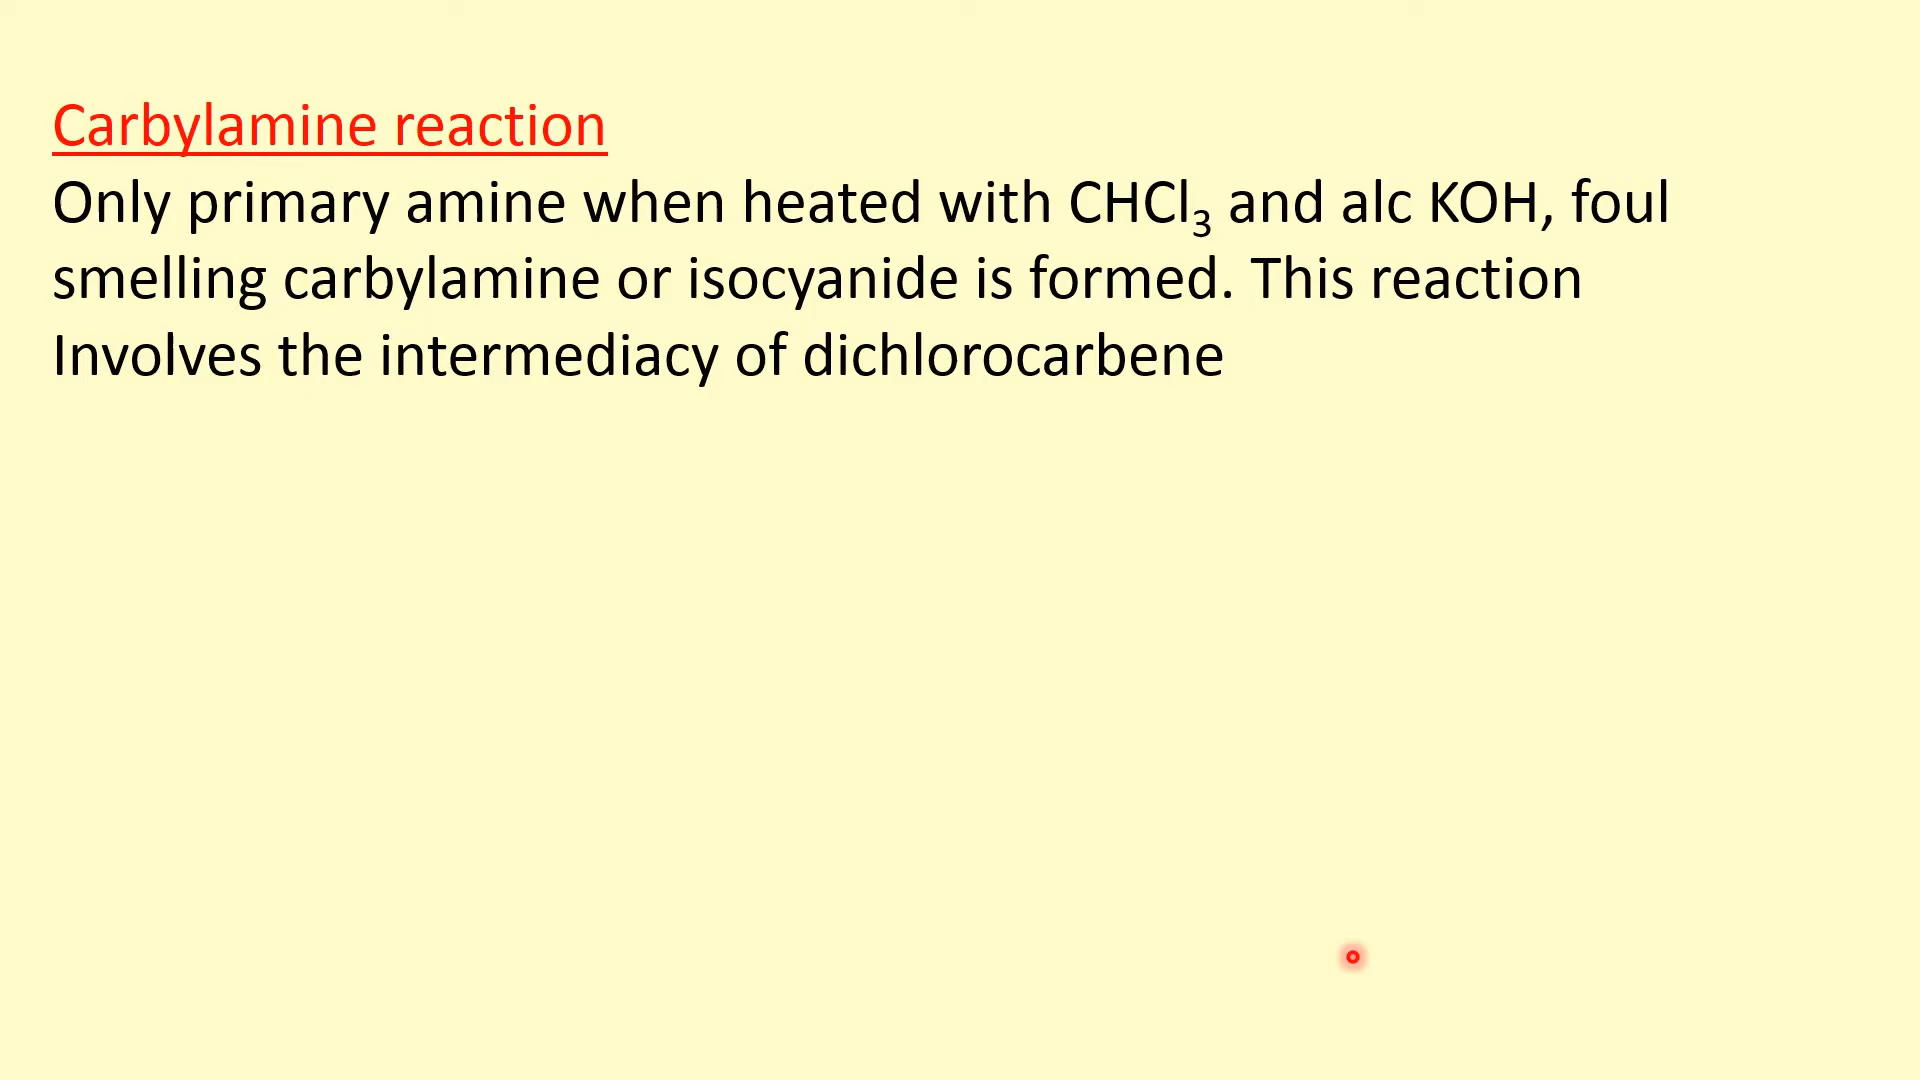 Carbylamine reaction
Only primary amine when heated with CHCl₃ and alc KOH, foul
smelling carbylamine or isocyanide is formed. This reaction
Involves the intermediacy of dichlorocarbene